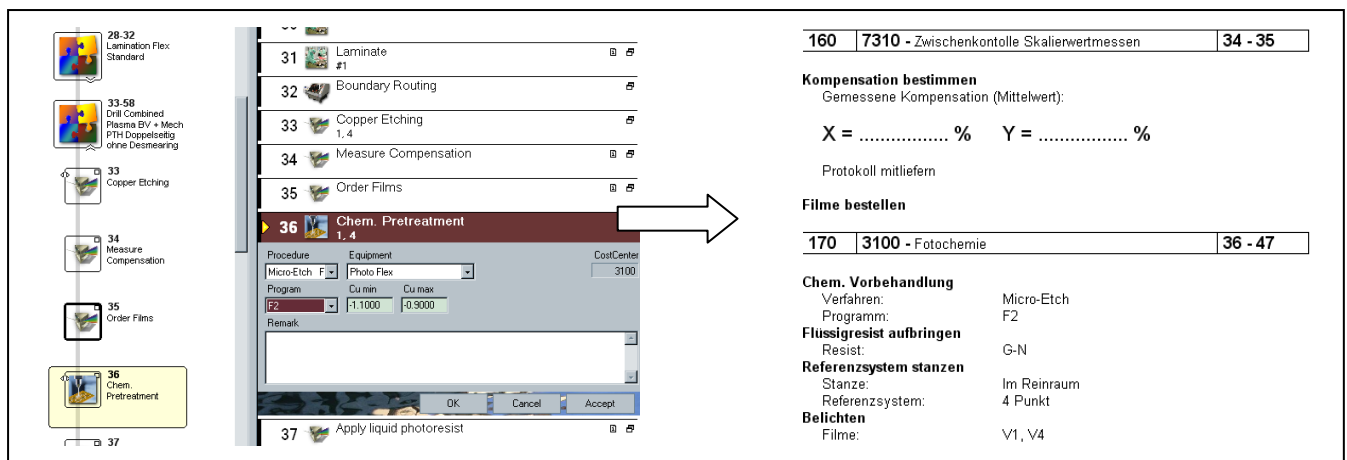 28-32
Lamination Flex
Standard
33-58
Drill Combined
Plasma BV + Mech
PTH Doppelseitig
ohne Desmearing
33
Copper Etching
34
Measure
Compensation
35
Order Films
36
Chem.
Pretreatment
37
31 Laminate
#1
32 Boundary Routing
33 Copper Etching
1, 4
34 Measure Compensation
35 Order Films
36 Chem. Pretreatment
1, 4
Procedure Equipment CostCenter
Micro-Etch F Photo Flex 3100
Program Cu min Cu max
F2 -1.1000 -0.9000
Remark
OK Cancel Accept
37 Apply liquid photoresist
160 7310 - Zwischenkontolle Skalierwertmessen 34 - 35
Kompensation bestimmen
Gemessene Kompensation (Mittelwert):
X = ................ % Y = ................ %
Protokoll mitliefern
Filme bestellen
170 3100 - Fotochemie 36 - 47
Chem. Vorbehandlung
Verfahren: Micro-Etch
Programm: F2
Flüssigresist aufbringen
Resist: G-N
Referenzsystem stanzen
Stanze: Im Reinraum
Referenzsystem: 4 Punkt
Belichten
Filme: V1, V4